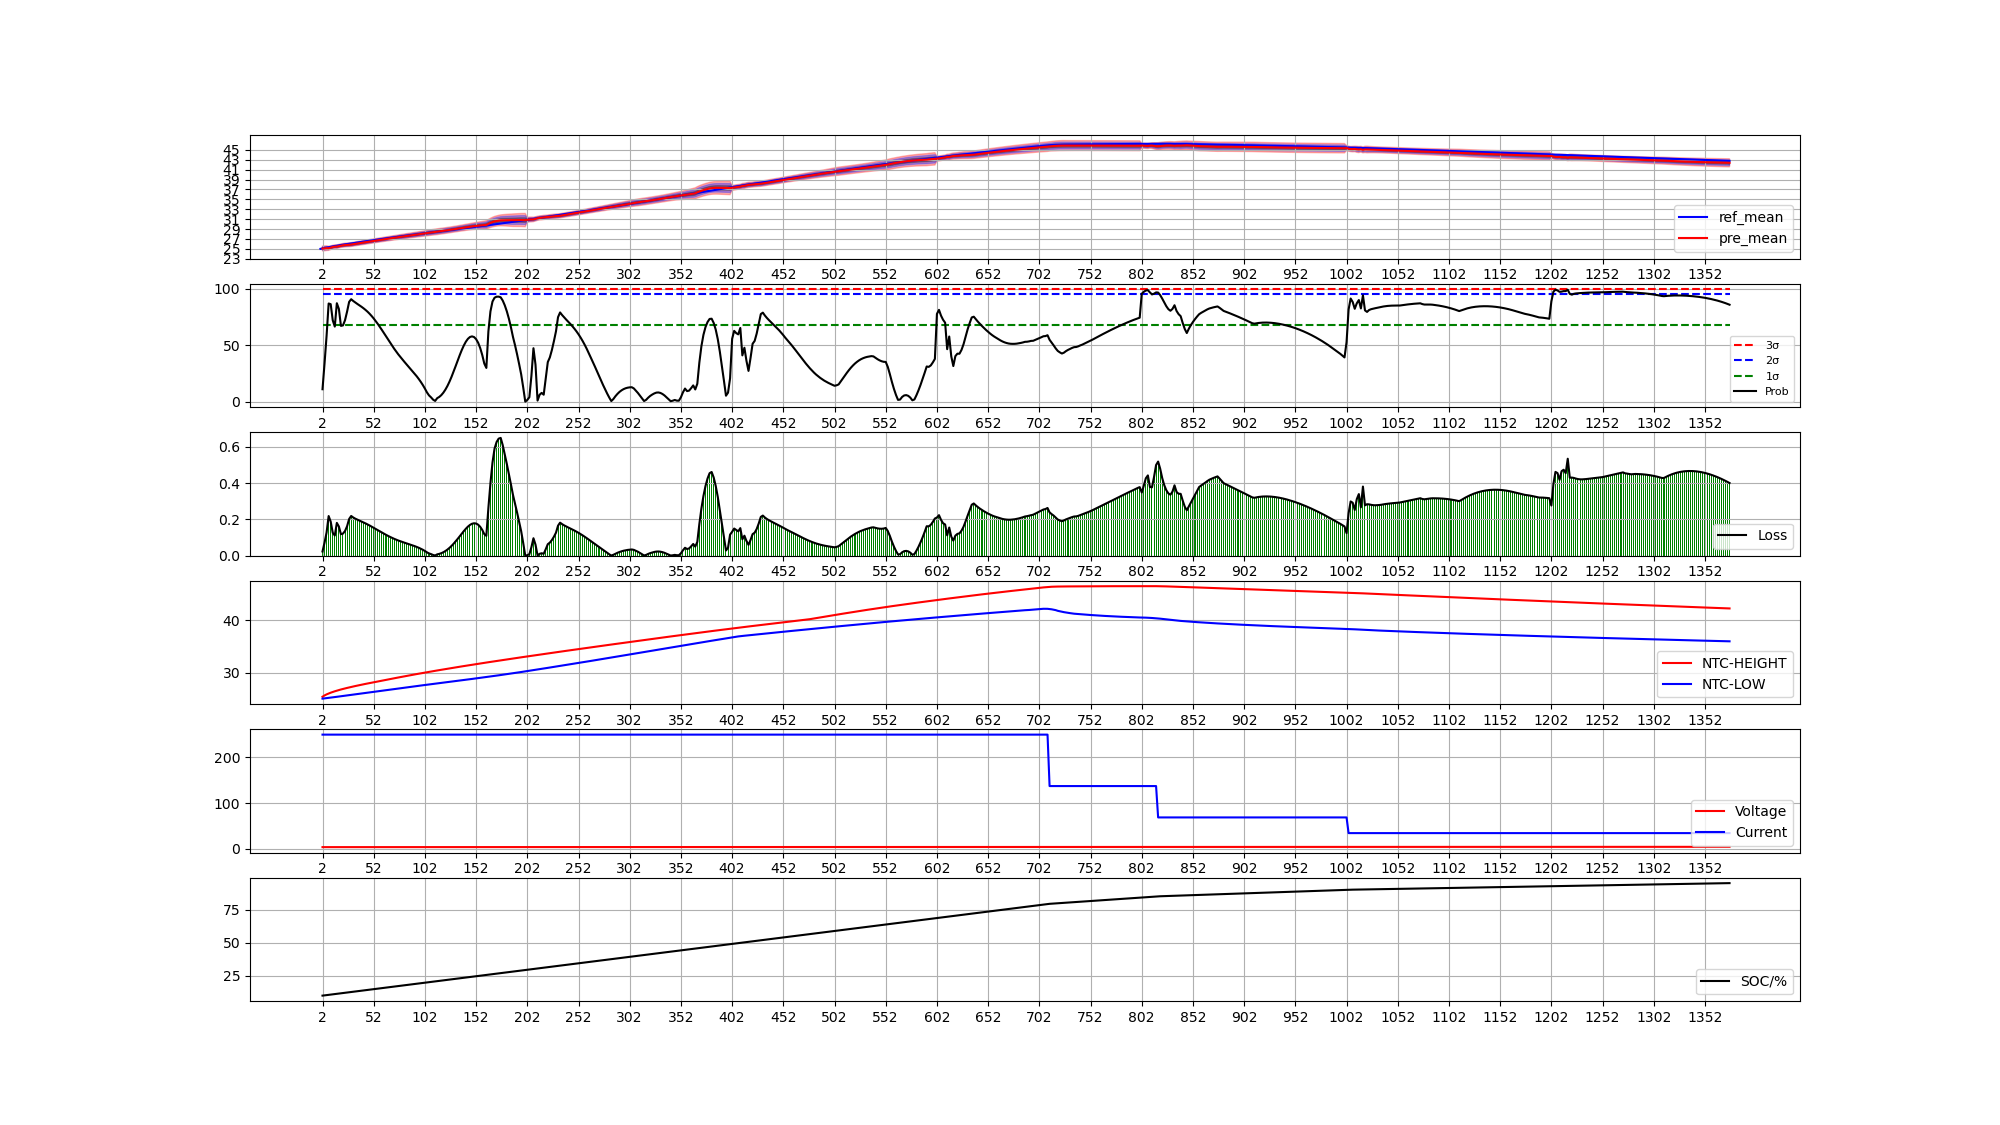 45
43
41
39
37
35
33
31
29
27
25
23
ref_mean
pre_mean
2 52 102 152 202 252 302 352 402 452 502 552 602 652 702 752 802 852 902 952 1002 1052 1102 1152 1202 1252 1302 1352
100
50
0
3σ
2σ
1σ
Prob
2 52 102 152 202 252 302 352 402 452 502 552 602 652 702 752 802 852 902 952 1002 1052 1102 1152 1202 1252 1302 1352
0.6
0.4
0.2
0.0
Loss
2 52 102 152 202 252 302 352 402 452 502 552 602 652 702 752 802 852 902 952 1002 1052 1102 1152 1202 1252 1302 1352
40
30
NTC-HEIGHT
NTC-LOW
2 52 102 152 202 252 302 352 402 452 502 552 602 652 702 752 802 852 902 952 1002 1052 1102 1152 1202 1252 1302 1352
200
100
0
Voltage
Current
2 52 102 152 202 252 302 352 402 452 502 552 602 652 702 752 802 852 902 952 1002 1052 1102 1152 1202 1252 1302 1352
75
50
25
SOC/%
2 52 102 152 202 252 302 352 402 452 502 552 602 652 702 752 802 852 902 952 1002 1052 1102 1152 1202 1252 1302 1352